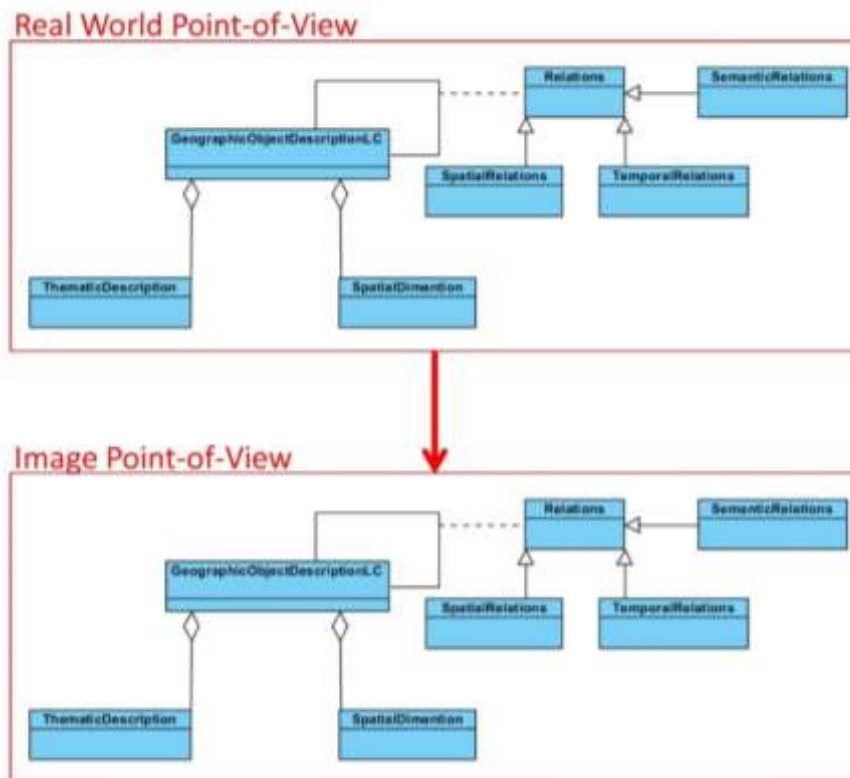 Real World Point-of-View
Relations
SemanticRelations
GeographicObjectDescriptionLC
SpatialRelations
TemporalRelations
ThematicDescription
SpatialDimention
Image Point-of-View
Relations
SemanticRelations
GeographicObjectDescriptionLC
SpatialRelations
TemporalRelations
ThematicDescription
SpatialDimention